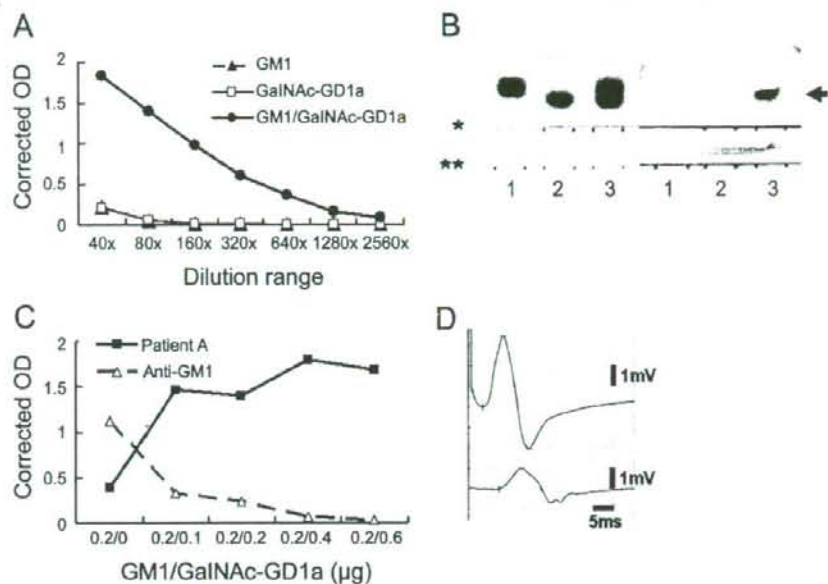 A
Corrected OD
2
1.5
1
0.5
0
GM1
GalNAc-GD1a
GM1/GalNAc-GD1a
40x 80x 160x 320x 640x 1280x 2560x
Dilution range
B
*
**
1 2 3 1 2 3
C
Corrected OD
2
1.5
1
0.5
0
Patient A
Anti-GM1
0.2/0 0.2/0.1 0.2/0.2 0.2/0.4 0.2/0.6
GM1/GalNAc-GD1a (µg)
D
1mV
1mV
5ms